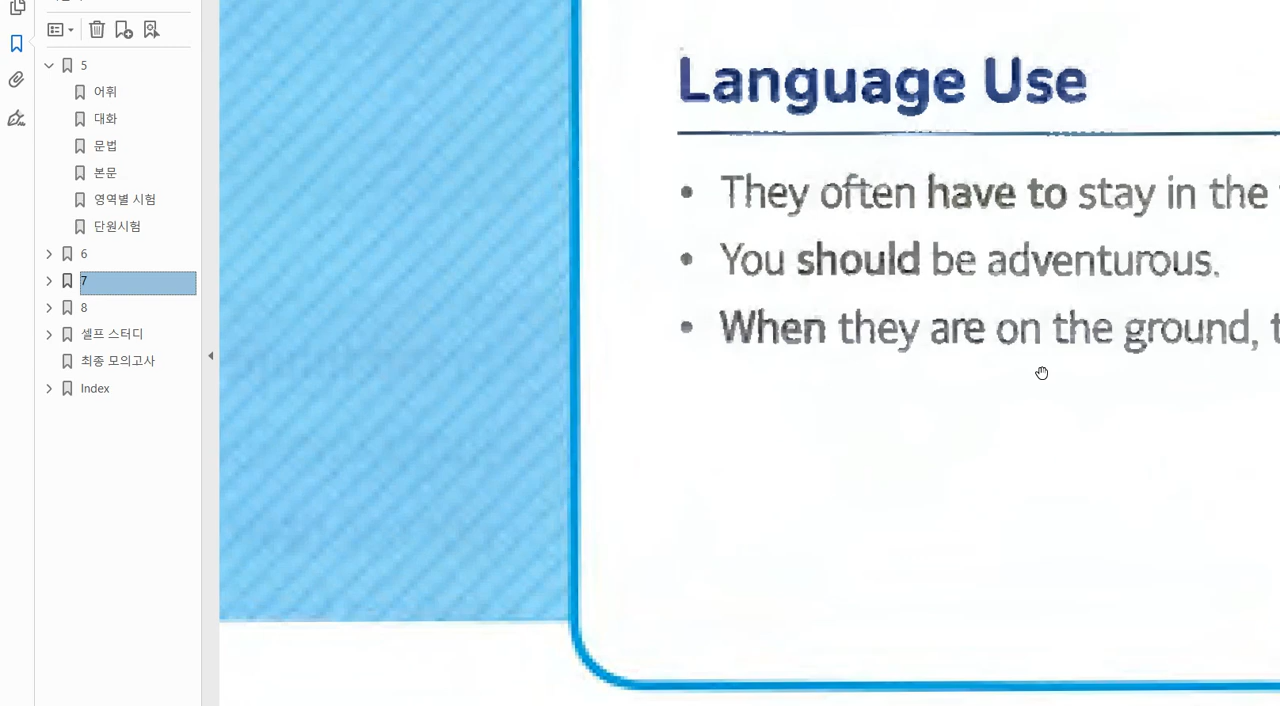 5
어휘
대화
문법
본문
영역별 시험
단원시험
6
7
8
셀프 스터디
최종 모의고사
Index
Language Use
• They often have to stay in the
• You should be adventurous.
• When they are on the ground,